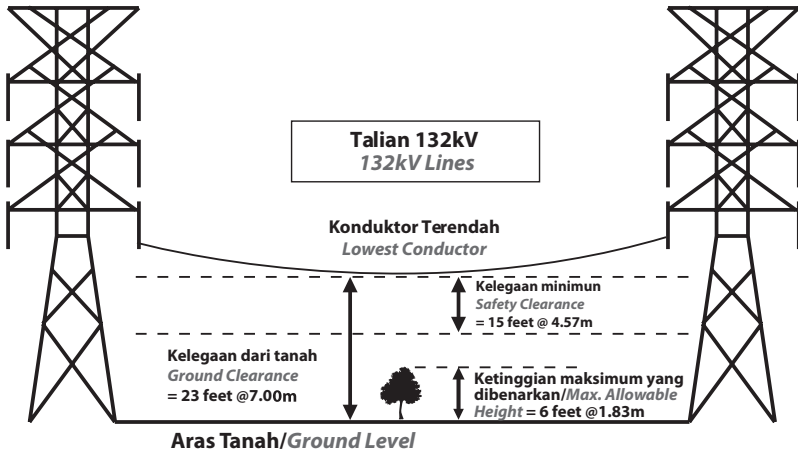 Talian 132kV
132kV Lines
Konduktor Terendah
Lowest Conductor
Kelegaan minimun
Safety Clearance
= 15 feet @ 4.57m
Kelegaan dari tanah
Ground Clearance
= 23 feet @7.00m
Ketinggian maksimum yang
dibenarkan/Max. Allowable
Height = 6 feet @1.83m
Aras Tanah/Ground Level